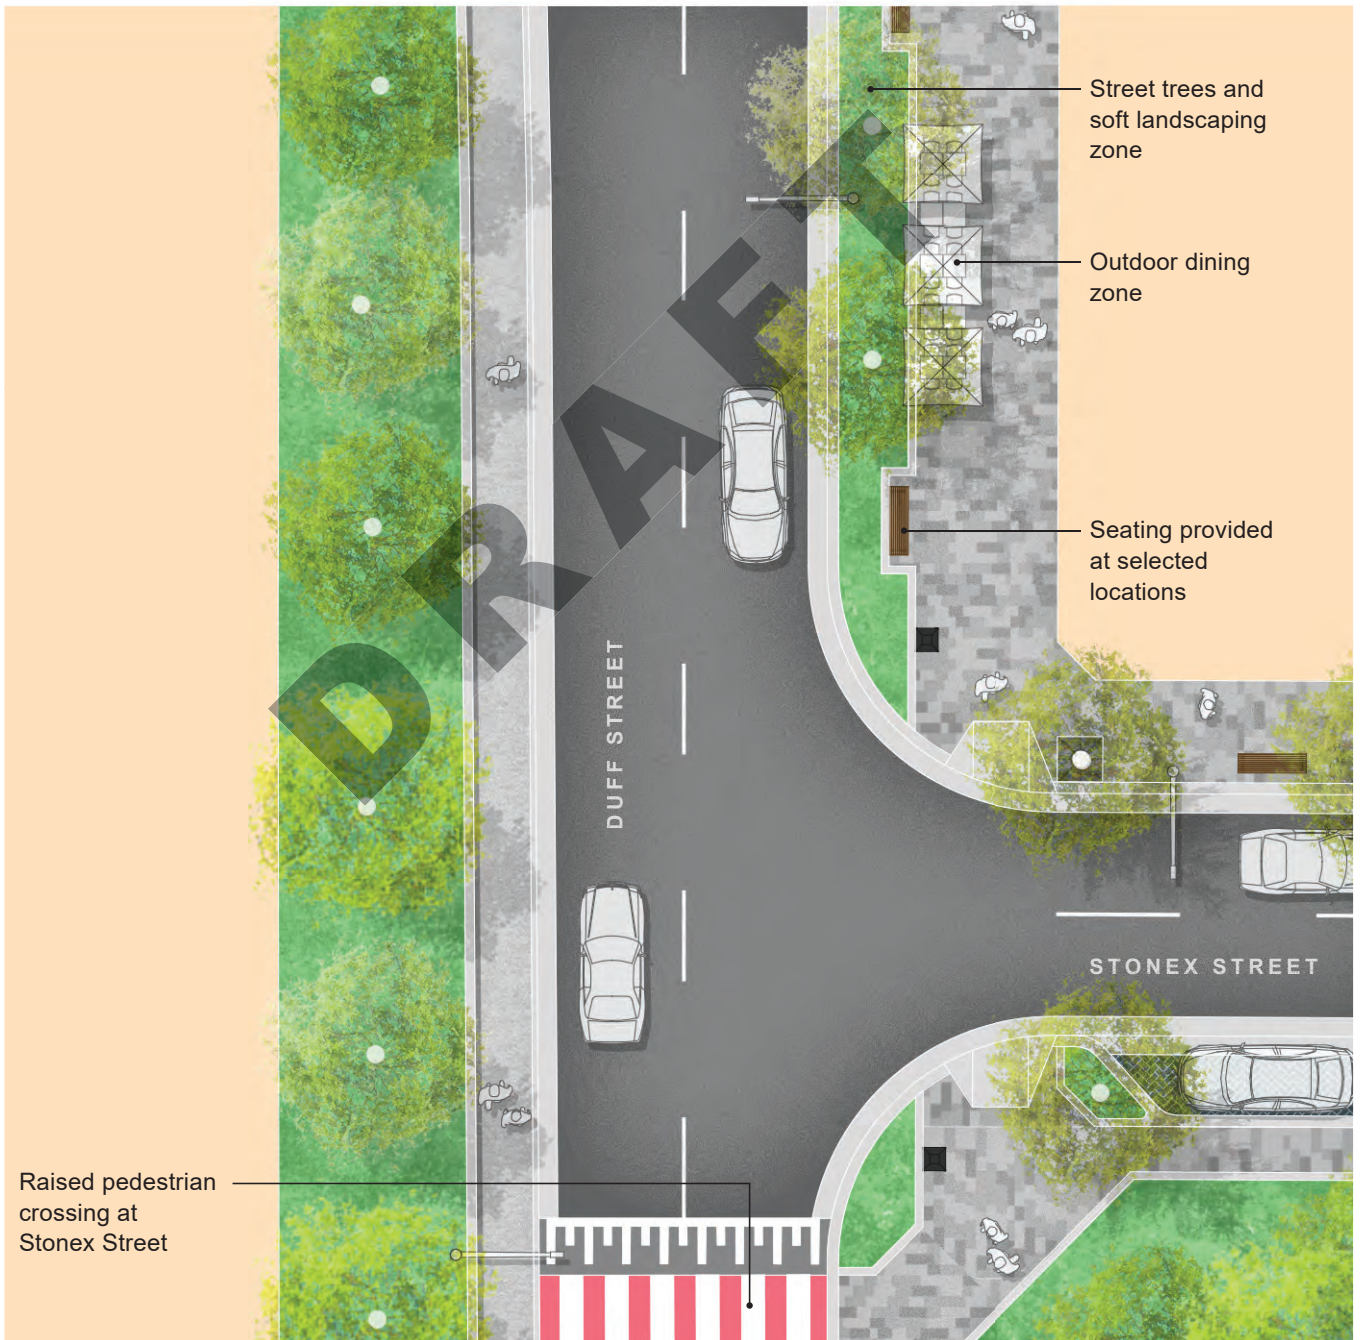 Street trees and
soft landscaping
zone
Outdoor dining
zone
Seating provided
at selected
locations
DRAFT
DUFF STREET
STONEX STREET
Raised pedestrian
crossing at
Stonex Street